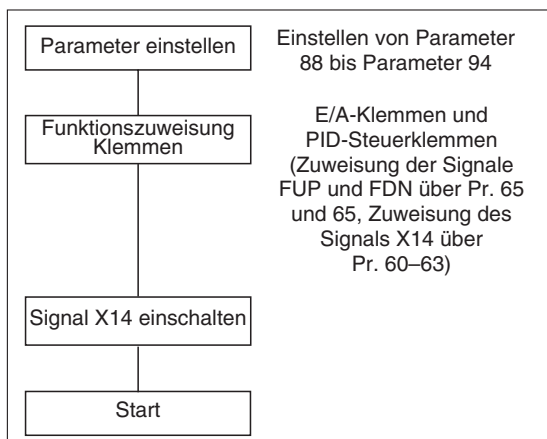 Parameter einstellen
Einstellen von Parameter
88 bis Parameter 94
Funktionszuweisung
Klemmen
E/A-Klemmen und
PID-Steuerklemmen
(Zuweisung der Signale
FUP und FDN über Pr. 65
und 65, Zuweisung des
Signals X14 über
Pr. 60–63)
Signal X14 einschalten
Start